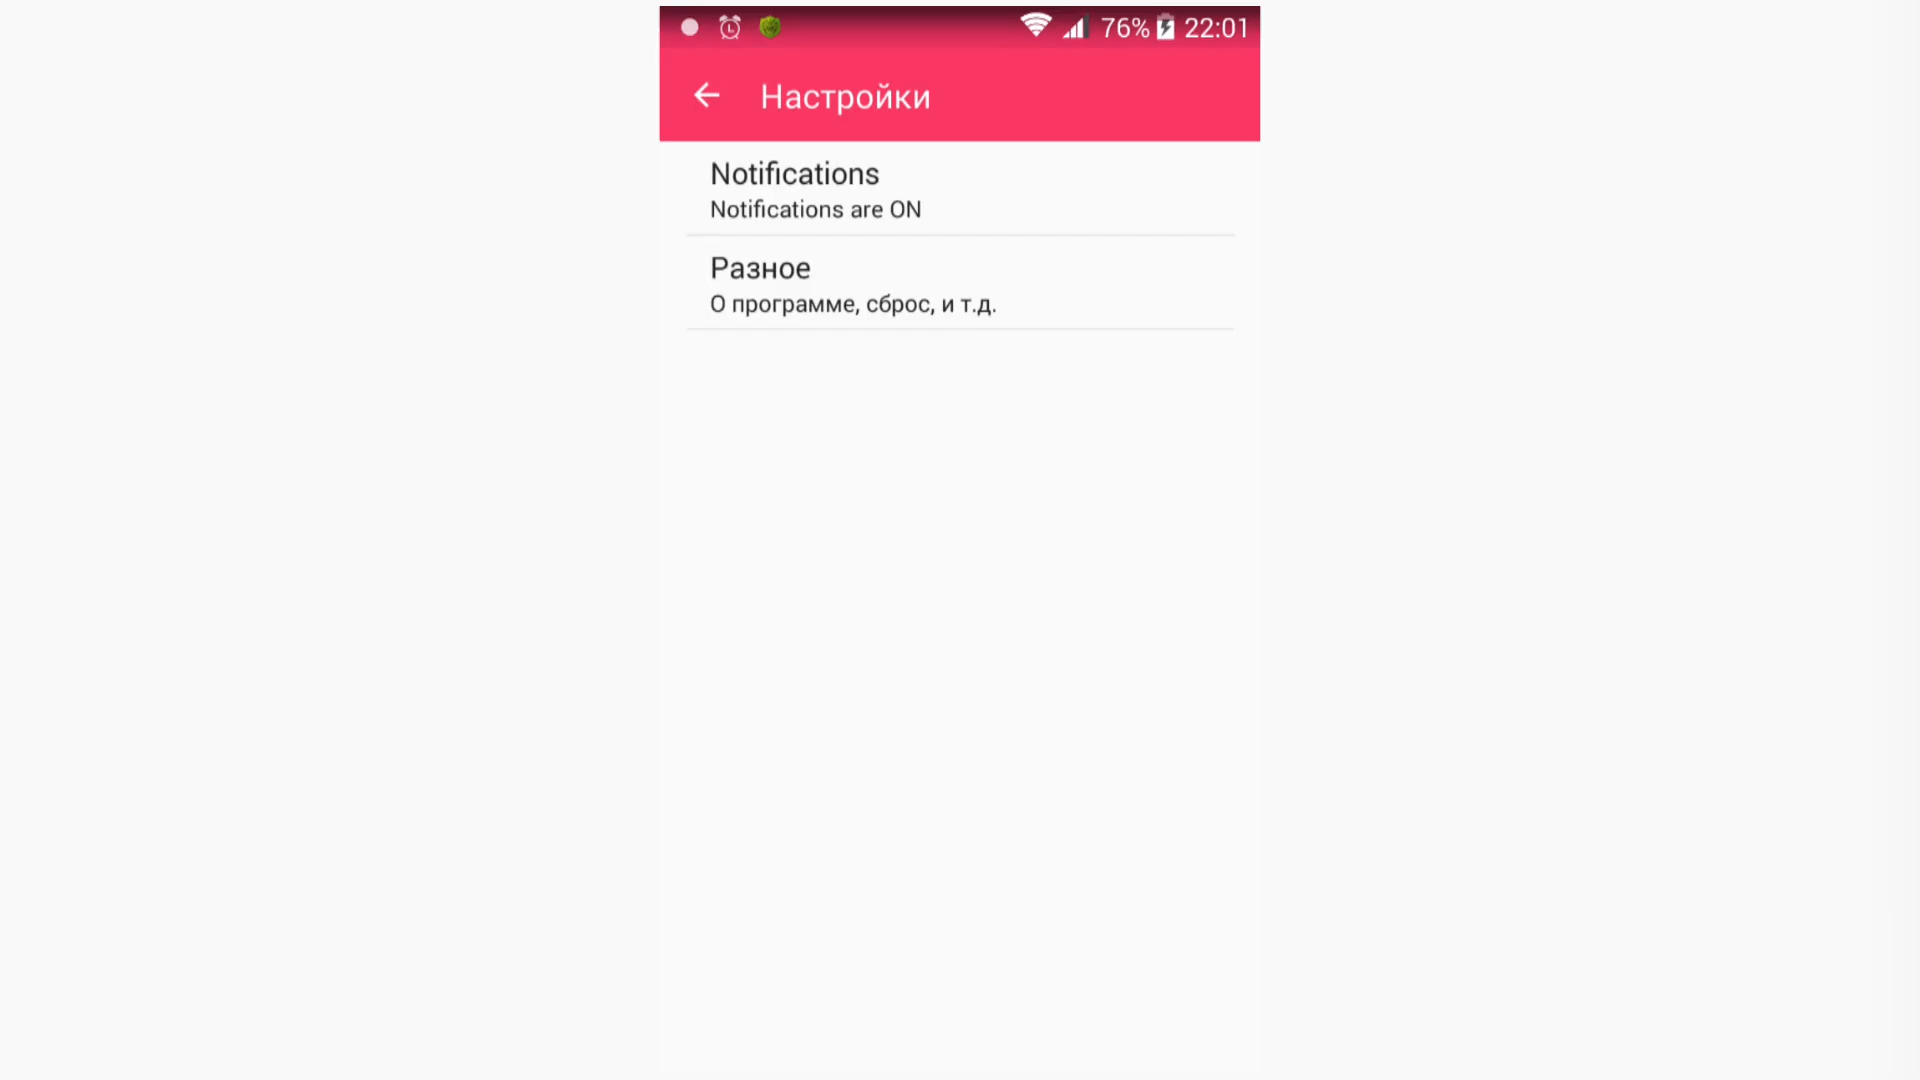 76% 22:01
Настройки
Notifications
Notifications are ON
Разное
О программе, сброс, и т.д.